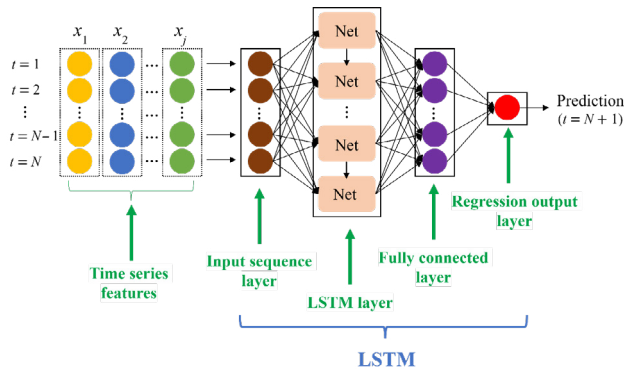 x1 x2 xj
t = 1
...
t = 2
...
⋮
t = N−1
...
t = N
...
Net
Net
Net
Net
Prediction
(t = N + 1)
Time series
features
Input sequence
layer
LSTM layer
Fully connected
layer
Regression output
layer
LSTM